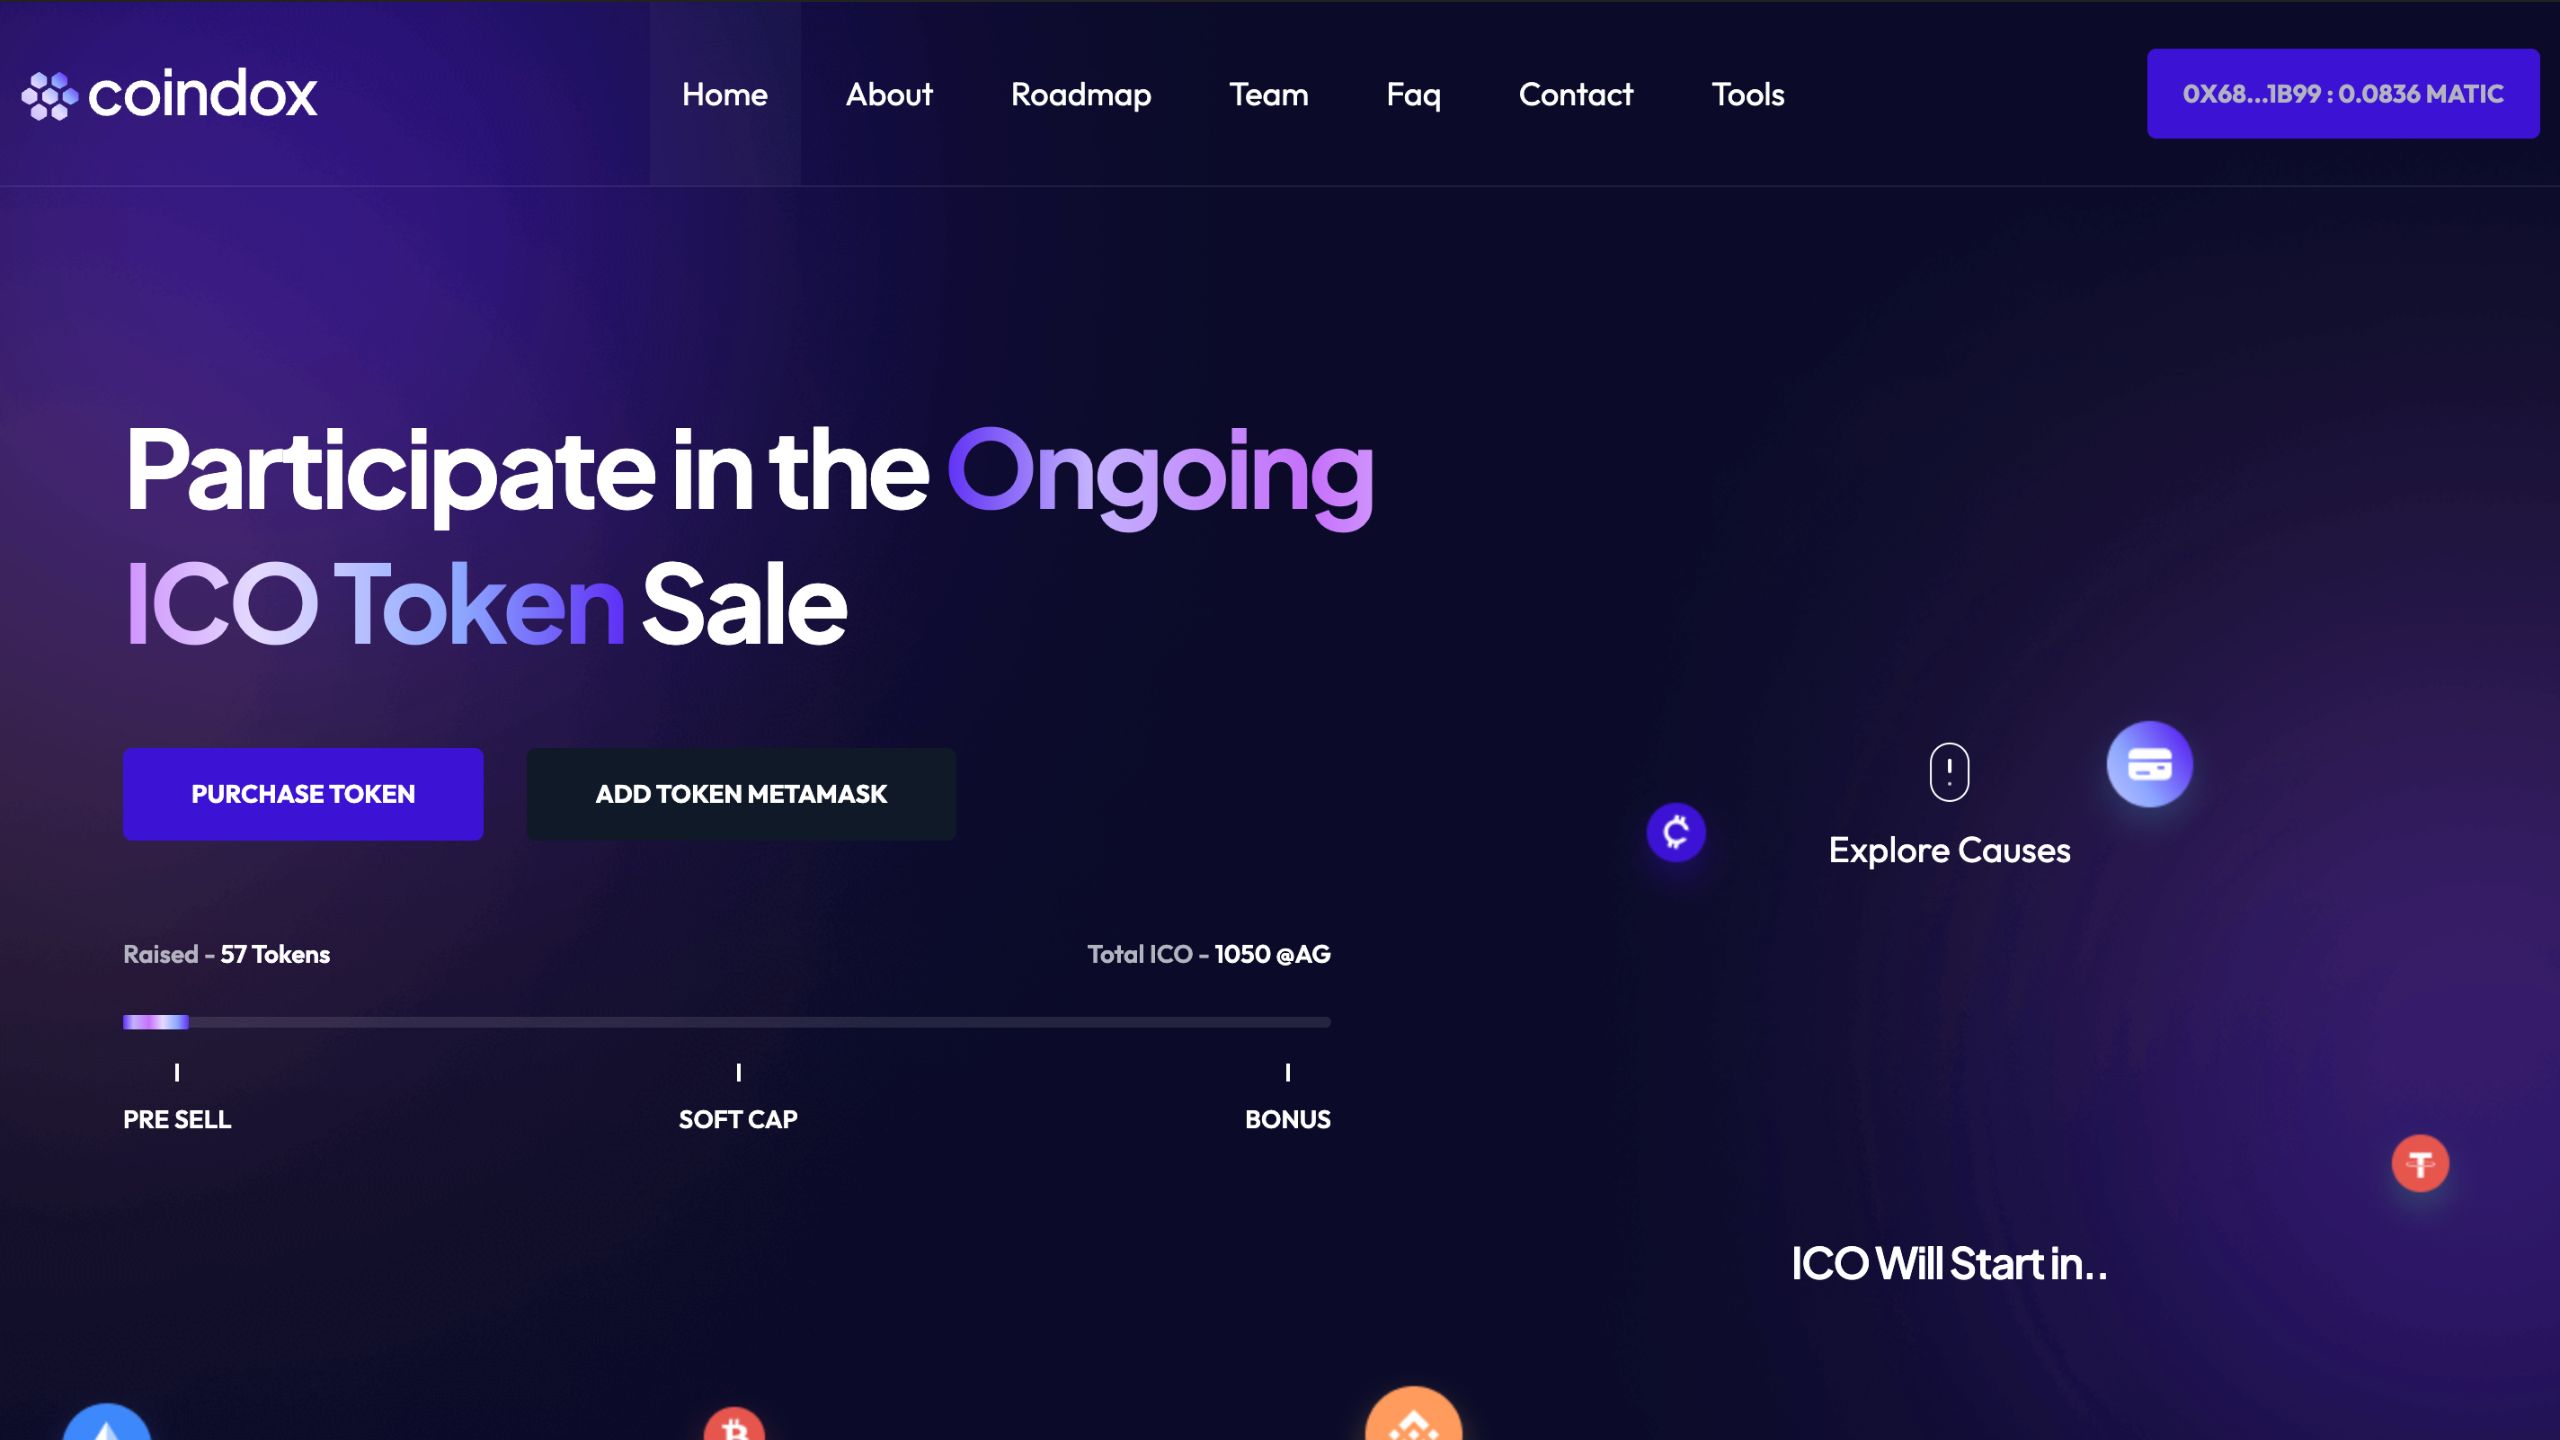 coindox
Home About Roadmap Team Faq Contact Tools
0X68...1B99 : 0.0836 MATIC
Participate in the Ongoing
ICO Token Sale
PURCHASE TOKEN ADD TOKEN METAMASK
Explore Causes
Raised - 57 Tokens Total ICO - 1050 @AG
PRE SELL SOFT CAP BONUS
ICO Will Start in..